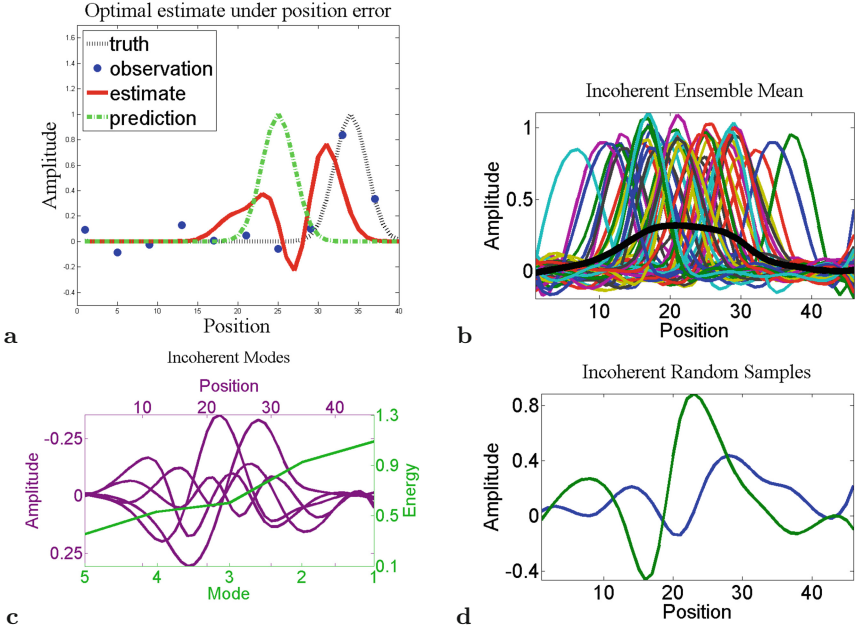 Optimal estimate under position error
1.6
1.4
1.2
1
0.8
0.6
0.4
0.2
0
-0.2
-0.4
Amplitude
truth
observation
estimate
prediction
0 5 10 15 20 25 30 35 40
Position
a
Incoherent Ensemble Mean
1
0.5
0
Amplitude
10 20 30 40
Position
b
Incoherent Modes
Position
10 20 30 40
-0.25
0
0.25
Amplitude
1.3
0.9
0.5
0.1
Energy
5 4 3 2 1
Mode
c
Incoherent Random Samples
0.8
0.4
0
-0.4
Amplitude
10 20 30 40
Position
d